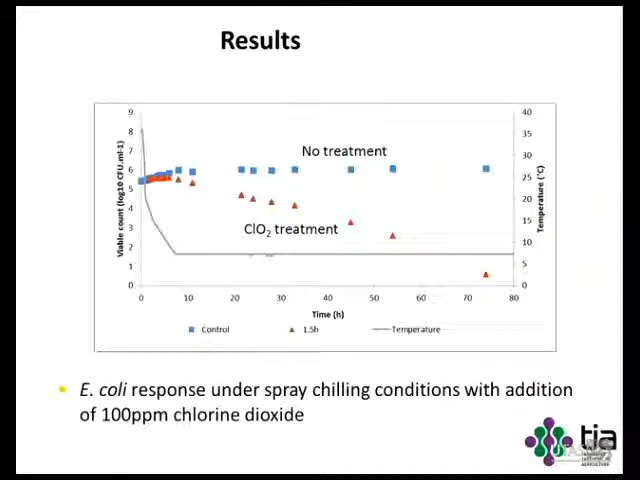 Results
No treatment
ClO₂ treatment
Viable count (log10 CFU.ml-1)
9
8
7
6
5
4
3
2
1
0
Temperature (°C)
40
35
30
25
20
15
10
5
0
0 10 20 30 40 50 60 70 80
Time (h)
Control 1.5h Temperature
E. coli response under spray chilling conditions with addition
of 100ppm chlorine dioxide
tia